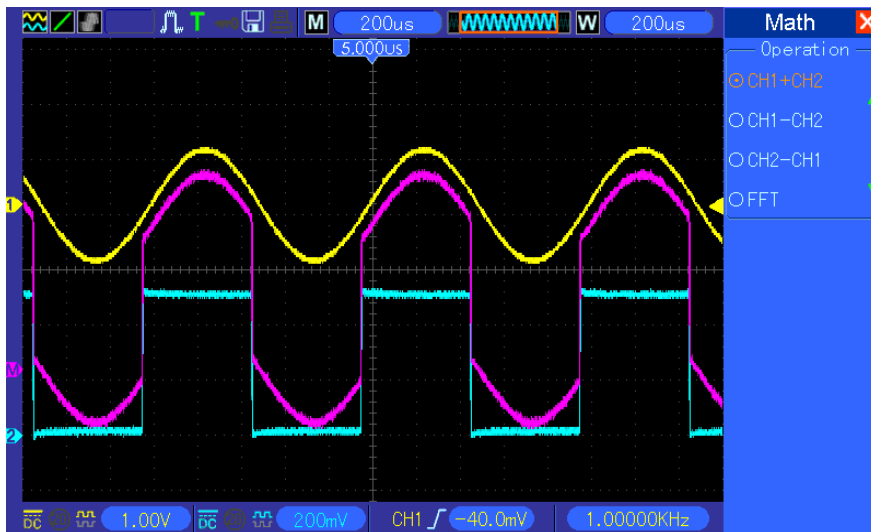 T M 200us W 200us Math
5.000us
Operation
CH1+CH2
CH1-CH2
CH2-CH1
FFT
1
M
2
DC 1.00V DC 200mV CH1 -40.0mV 1.00000KHz